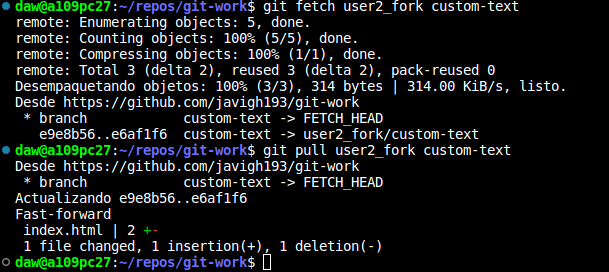 daw@a109pc27:~/repos/git-work$ git fetch user2_fork custom-text
remote: Enumerating objects: 5, done.
remote: Counting objects: 100% (5/5), done.
remote: Compressing objects: 100% (1/1), done.
remote: Total 3 (delta 2), reused 3 (delta 2), pack-reused 0
Desempaquetando objetos: 100% (3/3), 314 bytes | 314.00 KiB/s, listo.
Desde https://github.com/javigh193/git-work
 * branch            custom-text -> FETCH_HEAD
   e9e8b56..e6af1f6  custom-text -> user2_fork/custom-text
daw@a109pc27:~/repos/git-work$ git pull user2_fork custom-text
Desde https://github.com/javigh193/git-work
 * branch            custom-text -> FETCH_HEAD
Actualizando e9e8b56..e6af1f6
Fast-forward
 index.html | 2 +-
 1 file changed, 1 insertion(+), 1 deletion(-)
daw@a109pc27:~/repos/git-work$